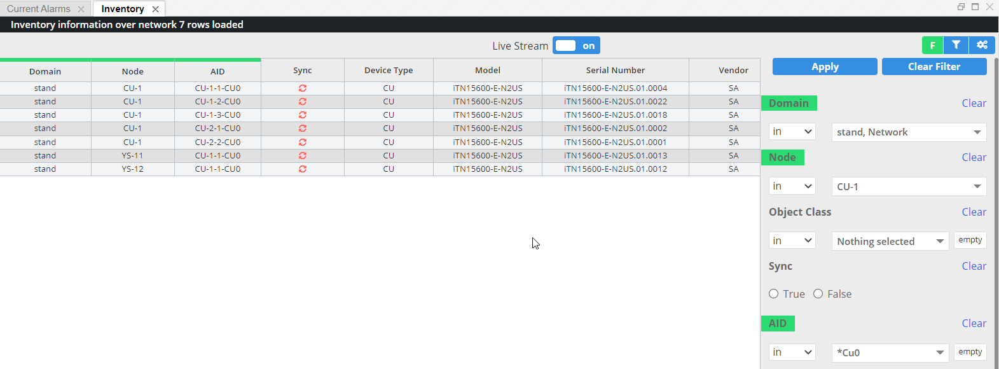 Current Alarms
Inventory
Inventory information over network 7 rows loaded
Live Stream on
F
Domain Node AID Sync Device Type Model Serial Number Vendor
stand CU-1 CU-1-1-CU0 CU iTN15600-E-N2US iTN15600-E-N2US.01.0004 SA
stand CU-1 CU-1-2-CU0 CU iTN15600-E-N2US iTN15600-E-N2US.01.0022 SA
stand CU-1 CU-1-3-CU0 CU iTN15600-E-N2US iTN15600-E-N2US.01.0018 SA
stand CU-1 CU-2-1-CU0 CU iTN15600-E-N2US iTN15600-E-N2US.01.0002 SA
stand CU-1 CU-2-2-CU0 CU iTN15600-E-N2US iTN15600-E-N2US.01.0001 SA
stand YS-11 CU-1-1-CU0 CU iTN15600-E-N2US iTN15600-E-N2US.01.0013 SA
stand YS-12 CU-1-1-CU0 CU iTN15600-E-N2US iTN15600-E-N2US.01.0012 SA
Apply Clear Filter
Domain Clear
in stand, Network
Node Clear
in CU-1
Object Class Clear
in Nothing selected empty
Sync Clear
True False
AID Clear
in *Cu0 empty